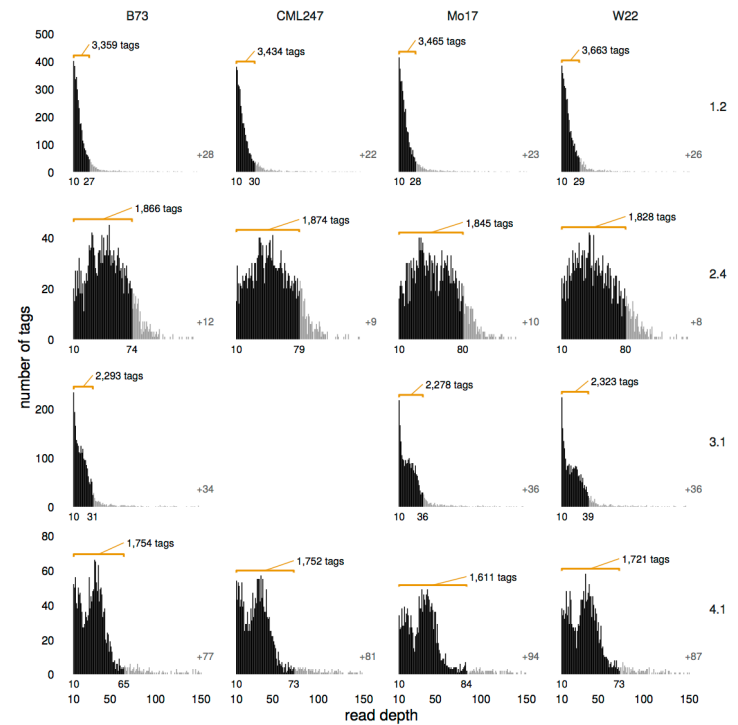 B73 CML247 Mo17 W22
500
3,359 tags 3,434 tags 3,465 tags 3,663 tags
400
300
1.2
200
100
+28 +22 +23 +26
0
10 27 10 30 10 28 10 29
1,866 tags 1,874 tags 1,845 tags 1,828 tags
40
2.4
20
+12 +9 +10 +8
0
10 74 10 79 10 80 10 80
number of tags
2,293 tags 2,278 tags 2,323 tags
200
3.1
100
+34 +36 +36
0
10 31 10 36 10 39
80
1,754 tags 1,752 tags 1,611 tags 1,721 tags
60
40
4.1
20
+77 +81 +94 +87
0
10 65 10 73 10 84 10 73
10 50 100 150 10 50 100 150 10 50 100 150 10 50 100 150
read depth